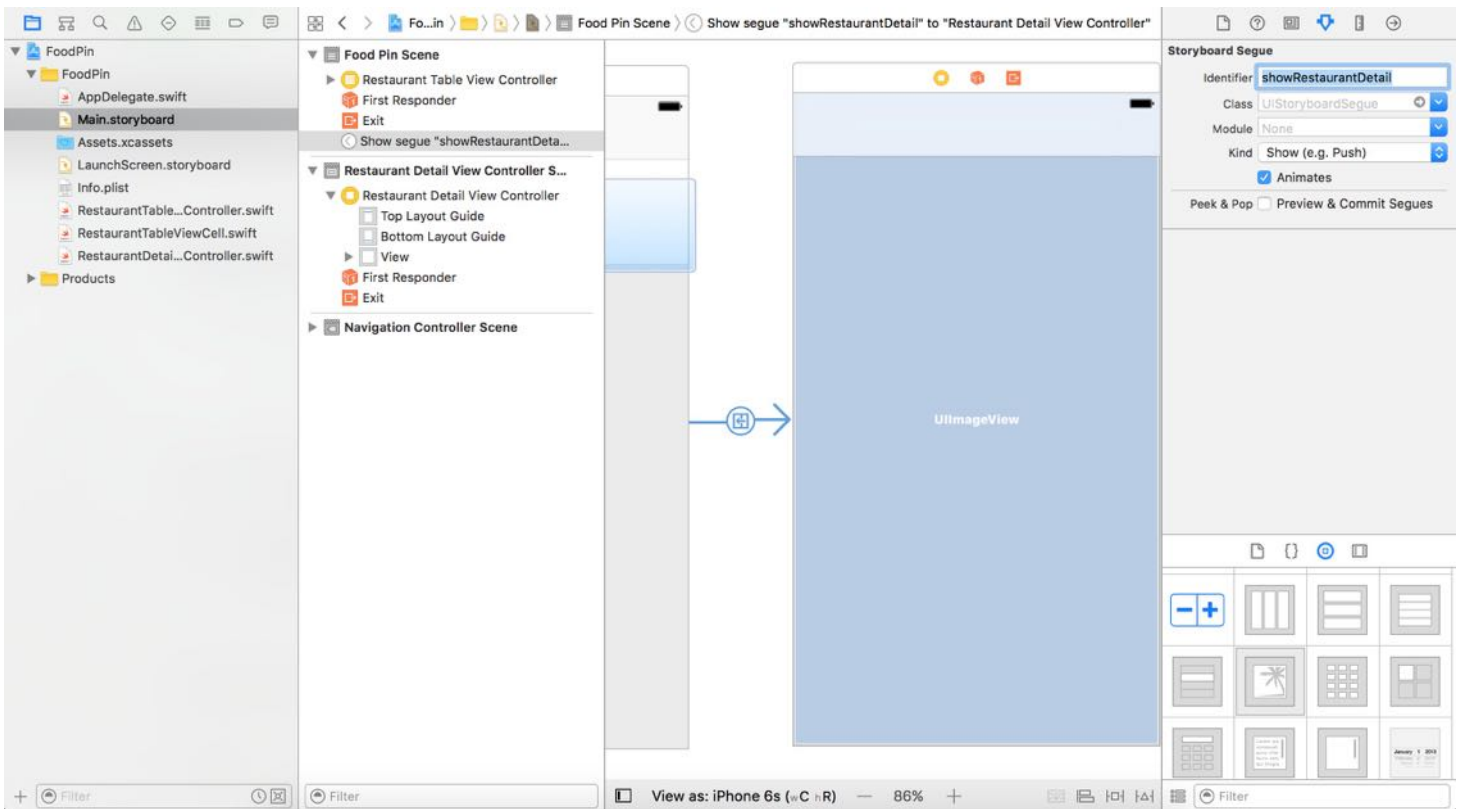 Fo...in
Food Pin Scene
Show segue "showRestaurantDetail" to "Restaurant Detail View Controller"
FoodPin
FoodPin
AppDelegate.swift
Main.storyboard
Assets.xcassets
LaunchScreen.storyboard
Info.plist
RestaurantTable...Controller.swift
RestaurantTableViewCell.swift
RestaurantDetai...Controller.swift
Products
Filter
Food Pin Scene
Restaurant Table View Controller
First Responder
Exit
Show segue "showRestaurantDeta...
Restaurant Detail View Controller S...
Restaurant Detail View Controller
Top Layout Guide
Bottom Layout Guide
View
First Responder
Exit
Navigation Controller Scene
Filter
UIImageView
View as: iPhone 6s (wC hR)
— 86% +
Storyboard Segue
Identifier showRestaurantDetail
Class UIStoryboardSegue
Module None
Kind Show (e.g. Push)
Animates
Peek & Pop Preview & Commit Segues
Filter